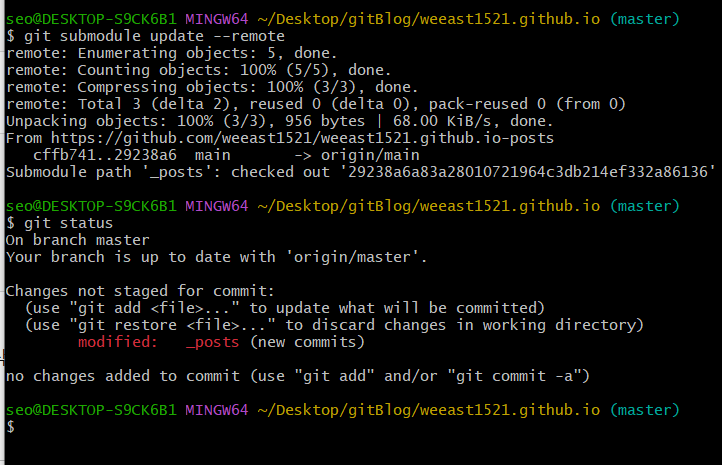 seo@DESKTOP-S9CK6B1 MINGW64 ~/Desktop/gitBlog/weeast1521.github.io (master)
$ git submodule update --remote
remote: Enumerating objects: 5, done.
remote: Counting objects: 100% (5/5), done.
remote: Compressing objects: 100% (3/3), done.
remote: Total 3 (delta 2), reused 0 (delta 0), pack-reused 0 (from 0)
Unpacking objects: 100% (3/3), 956 bytes | 68.00 KiB/s, done.
From https://github.com/weeast1521/weeast1521.github.io-posts
   cffb741..29238a6  main       -> origin/main
Submodule path '_posts': checked out '29238a6a83a28010721964c3db214ef332a86136'
seo@DESKTOP-S9CK6B1 MINGW64 ~/Desktop/gitBlog/weeast1521.github.io (master)
$ git status
On branch master
Your branch is up to date with 'origin/master'.
Changes not staged for commit:
  (use "git add <file>..." to update what will be committed)
  (use "git restore <file>..." to discard changes in working directory)
        modified:   _posts (new commits)
no changes added to commit (use "git add" and/or "git commit -a")
seo@DESKTOP-S9CK6B1 MINGW64 ~/Desktop/gitBlog/weeast1521.github.io (master)
$